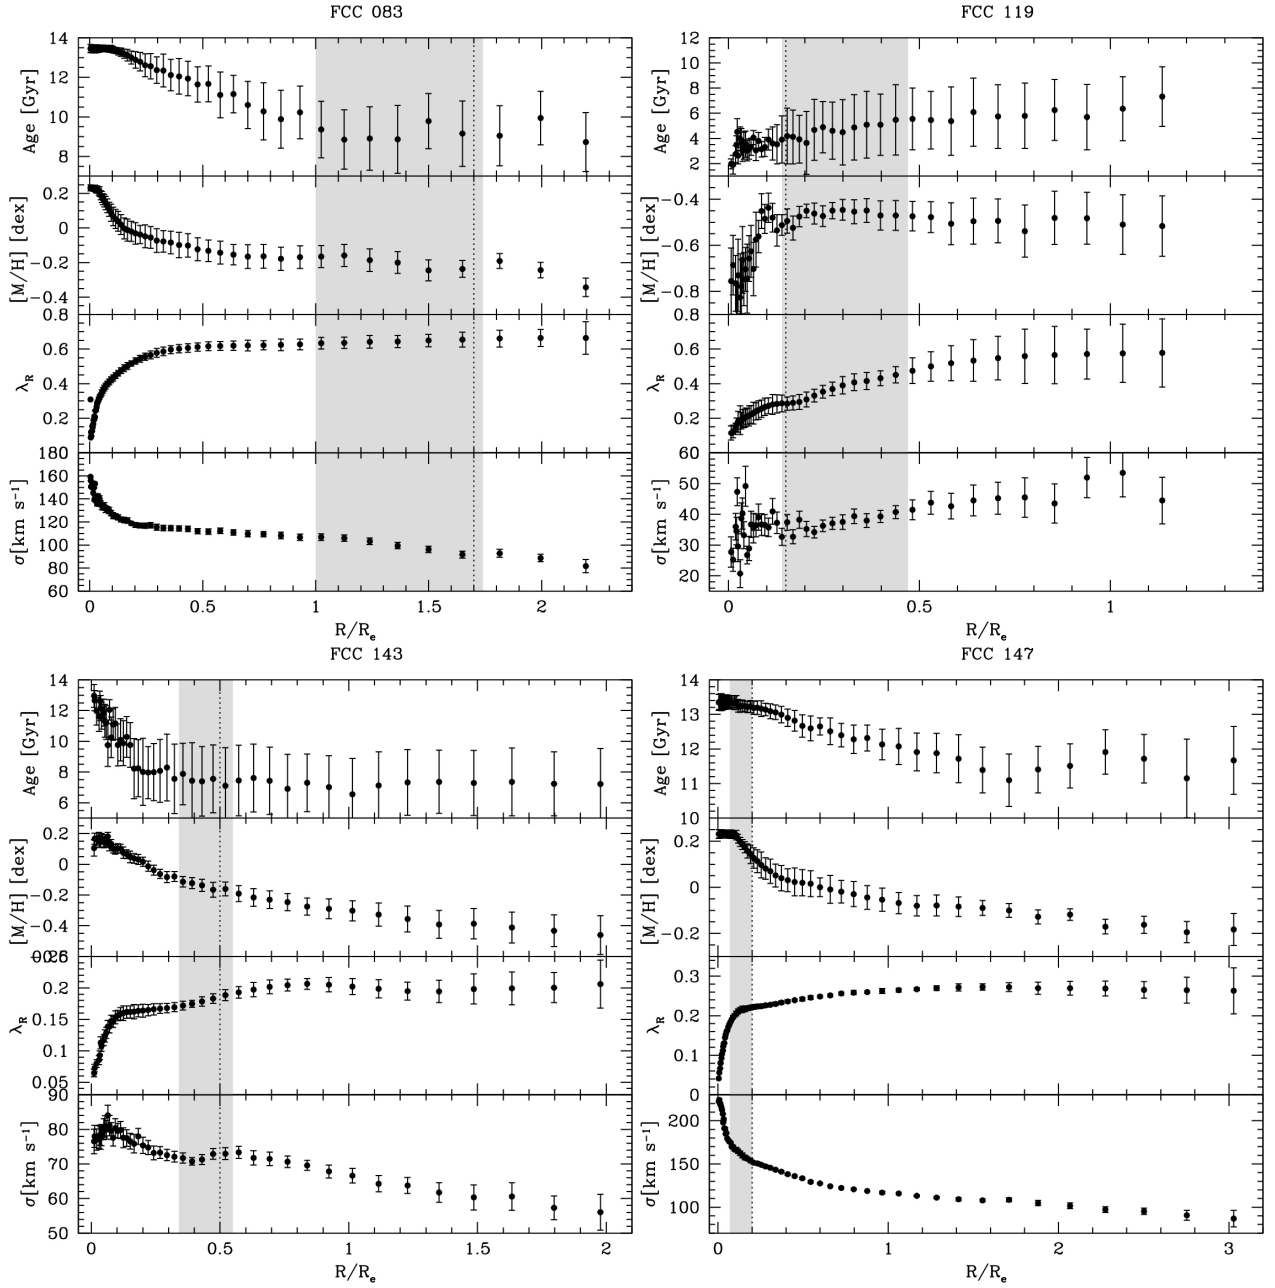 FCC 083
FCC 119
14
12
10
8
Age [Gyr]
12
10
8
6
4
2
Age [Gyr]
0.2
0
−0.2
−0.4
[M/H] [dex]
−0.4
−0.6
−0.8
[M/H] [dex]
0.8
0.6
0.4
0.2
λR
0.8
0.6
0.4
0.2
λR
180
160
140
120
100
80
60
σ[km s⁻¹]
60
50
40
30
20
σ[km s⁻¹]
0 0.5 1 1.5 2
0 0.5 1
R/Re
R/Re
FCC 143
FCC 147
14
12
10
8
6
Age [Gyr]
14
13
12
11
10
Age [Gyr]
0.2
0
−0.2
−0.4
[M/H] [dex]
0.2
0
−0.2
[M/H] [dex]
0.2
0.15
0.1
0.05
λR
0.3
0.2
0.1
0
λR
90
80
70
60
50
σ[km s⁻¹]
200
150
100
σ[km s⁻¹]
0 0.5 1 1.5 2
0 1 2 3
R/Re
R/Re